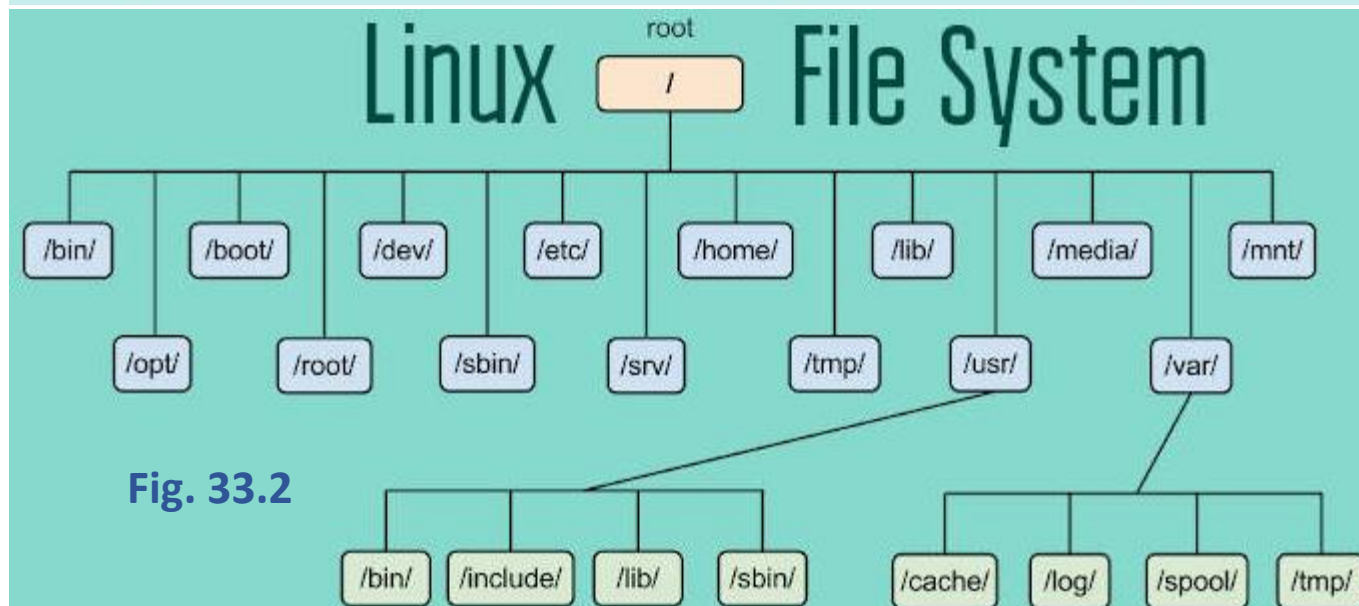 root
Linux / File System
/bin/ /boot/ /dev/ /etc/ /home/ /lib/ /media/ /mnt/
/opt/ /root/ /sbin/ /srv/ /tmp/ /usr/ /var/
Fig. 33.2
/bin/ /include/ /lib/ /sbin/ /cache/ /log/ /spool/ /tmp/